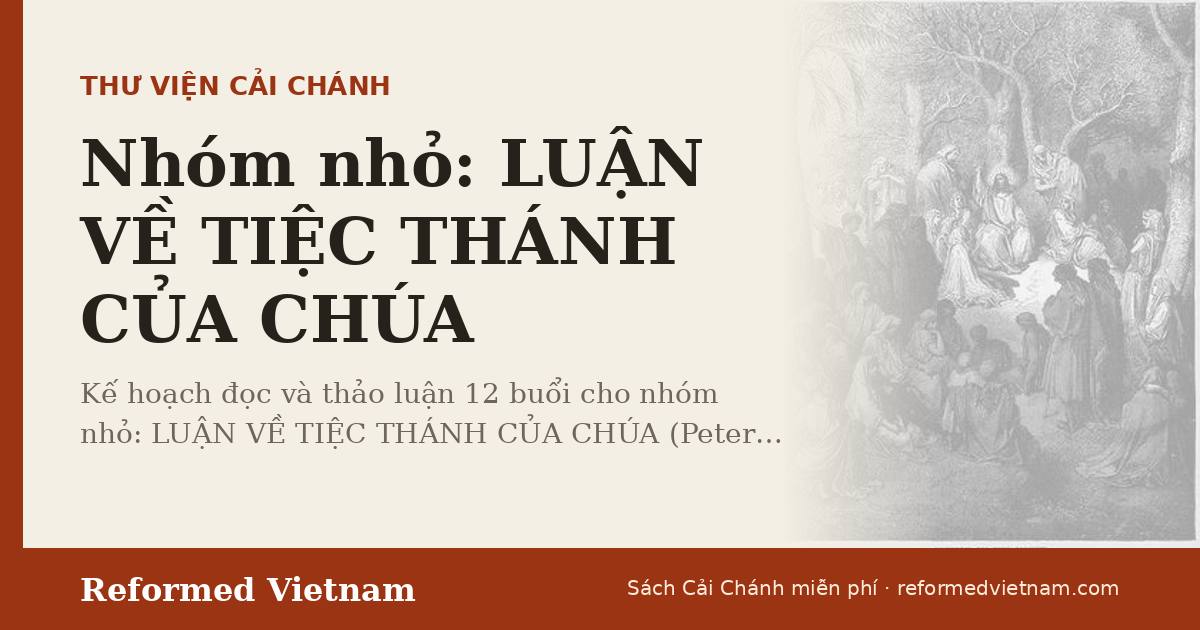 THƯ VIỆN CẢI CHÁNH
Nhóm nhỏ: LUẬN
VỀ TIỆC THÁNH
CỦA CHÚA
Kế hoạch đọc và thảo luận 12 buổi cho nhóm
nhỏ: LUẬN VỀ TIỆC THÁNH CỦA CHÚA (Peter...
Reformed Vietnam
Sách Cải Chánh miễn phí · reformedvietnam.com